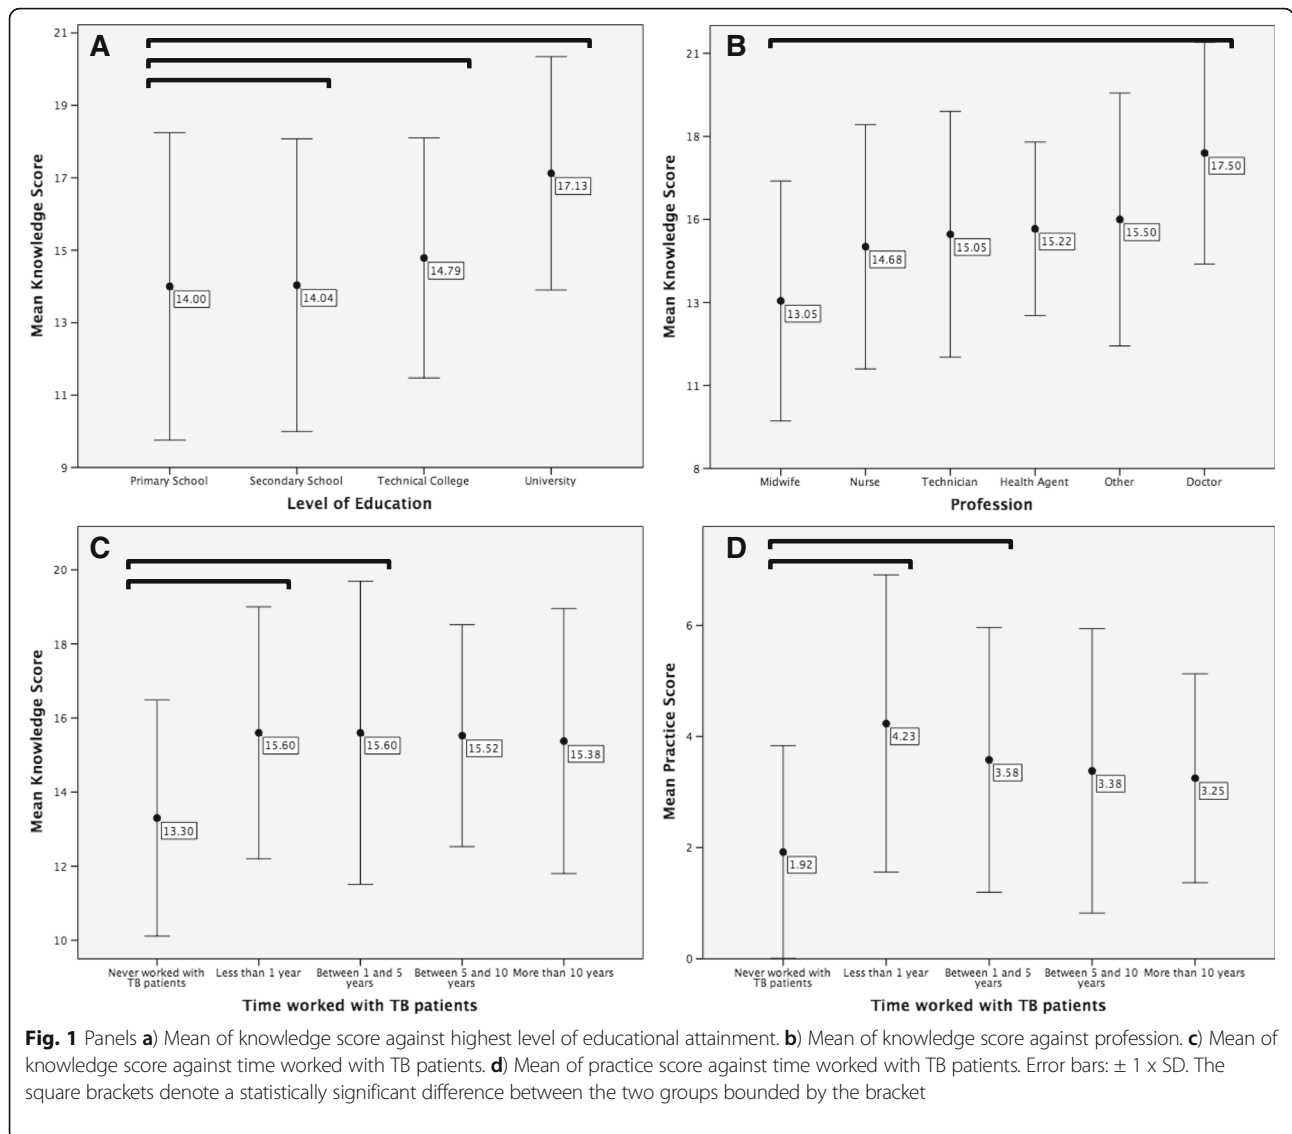 A
21
19
17
15
13
11
9
Mean Knowledge Score
14.00
14.04
14.79
17.13
Primary School
Secondary School
Technical College
University
Level of Education
B
21
18
16
13
11
8
Mean Knowledge Score
13.05
14.68
15.05
15.22
15.50
17.50
Midwife
Nurse
Technician
Health Agent
Other
Doctor
Profession
C
20
18
16
14
12
10
Mean Knowledge Score
13.30
15.60
15.60
15.52
15.38
Never worked with
TB patients
Less than 1 year
Between 1 and 5
years
Between 5 and 10
years
More than 10 years
Time worked with TB patients
D
6
4
2
0
Mean Practice Score
1.92
4.23
3.58
3.38
3.25
Never worked with
TB patients
Less than 1 year
Between 1 and 5
years
Between 5 and 10
years
More than 10 years
Time worked with TB patients
Fig. 1 Panels a) Mean of knowledge score against highest level of educational attainment. b) Mean of knowledge score against profession. c) Mean of
knowledge score against time worked with TB patients. d) Mean of practice score against time worked with TB patients. Error bars: ± 1 x SD. The
square brackets denote a statistically significant difference between the two groups bounded by the bracket